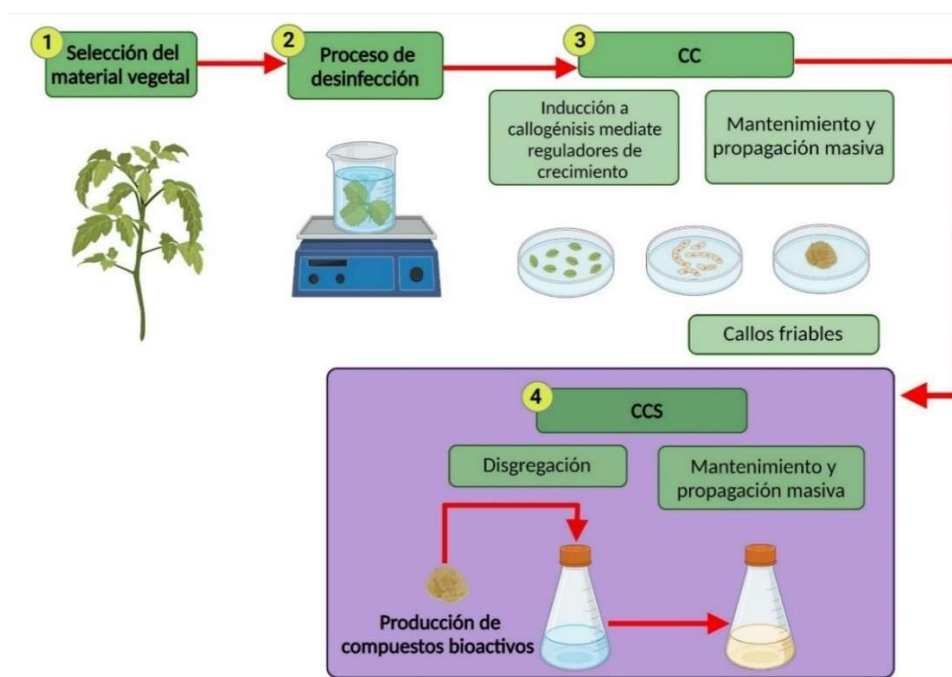 1
Selección del
material vegetal
2
Proceso de
desinfección
3
CC
Inducción a
callogénisis mediate
reguladores de
crecimiento
Mantenimiento y
propagación masiva
Callos friables
4
CCS
Disgregación
Mantenimiento y
propagación masiva
Producción de
compuestos bioactivos